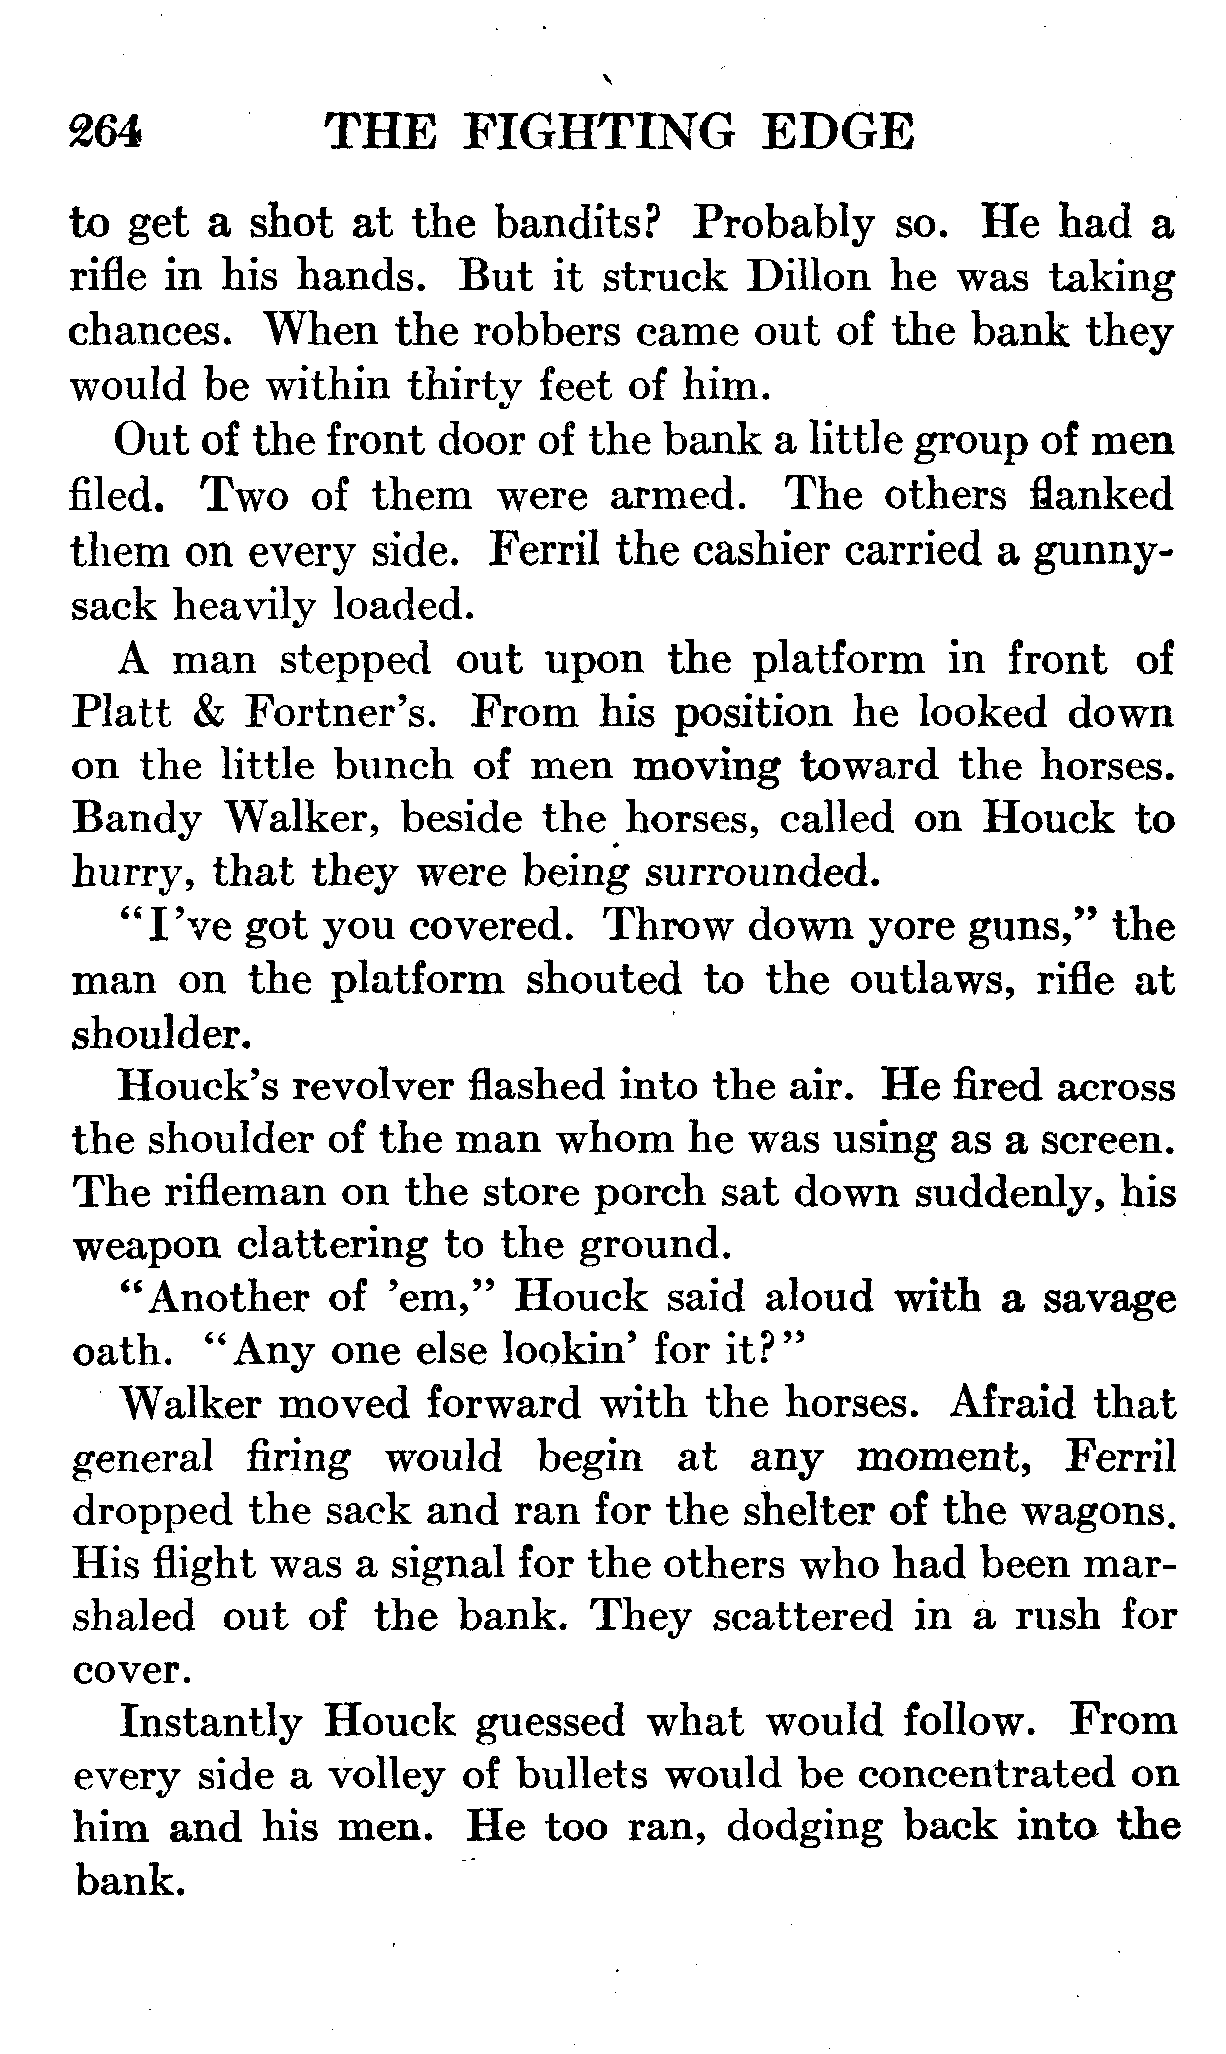 264 THE FIGHTING EDGE
to get a shot at the bandits? Probably so. He had a
rifle in his hands. But it struck Dillon he was taking
chances. When the robbers came out of the bank they
would be within thirty feet of him.
Out of the front door of the bank a little group of men
filed. Two of them were armed. The others flanked
them on every side. Ferril the cashier carried a gunny-
sack heavily loaded.
A man stepped out upon the platform in front of
Platt & Fortner's. From his position he looked down
on the little bunch of men moving toward the horses.
Bandy Walker, beside the horses, called on Houck to
hurry, that they were being surrounded.
"I've got you covered. Throw down yore guns," the
man on the platform shouted to the outlaws, rifle at
shoulder.
Houck's revolver flashed into the air. He fired across
the shoulder of the man whom he was using as a screen.
The rifleman on the store porch sat down suddenly, his
weapon clattering to the ground.
"Another of 'em," Houck said aloud with a savage
oath. "Any one else lookin' for it?"
Walker moved forward with the horses. Afraid that
general firing would begin at any moment, Ferril
dropped the sack and ran for the shelter of the wagons.
His flight was a signal for the others who had been mar-
shaled out of the bank. They scattered in a rush for
cover.
Instantly Houck guessed what would follow. From
every side a volley of bullets would be concentrated on
him and his men. He too ran, dodging back into the
bank.